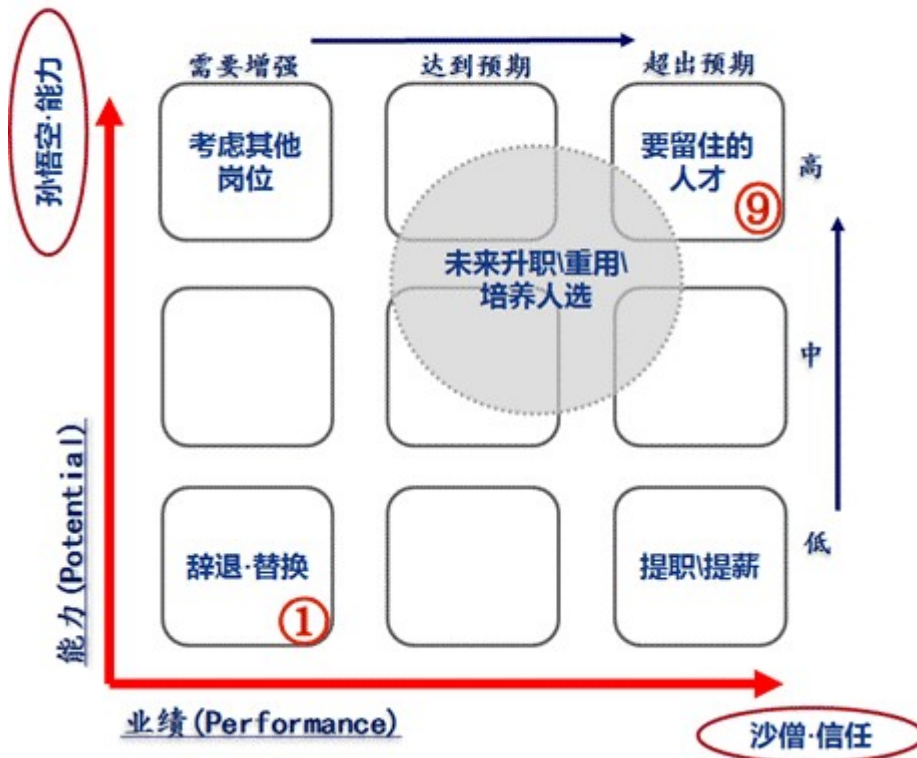 需要增强
达到预期
超出预期
孙悟空·能力
考虑其他
岗位
要留住的
人才
⑨
高
未来升职\重用\
培养人选
中
能力(Potential)
辞退·替换
①
提职\提薪
低
业绩(Performance)
沙僧·信任